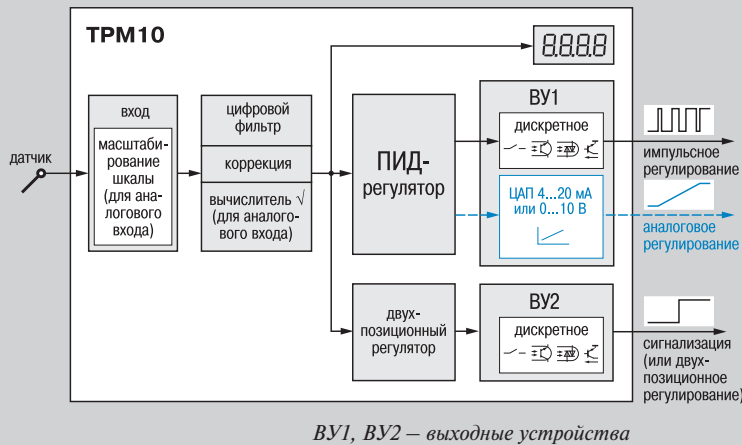 ТРМ10
8.8.8.8
датчик
вход
масштаби-
рование
шкалы
(для ана-
логового
входа)
цифровой
фильтр
коррекция
вычислитель √
(для аналого-
вого входа)
ПИД-
регулятор
ВУ1
дискретное
ЦАП 4...20 мА
или 0...10 В
импульсное
регулирование
аналоговое
регулирование
двух-
позиционный
регулятор
ВУ2
дискретное
сигнализация
(или двух-
позиционное
регулирование)
ВУ1, ВУ2 – выходные устройства